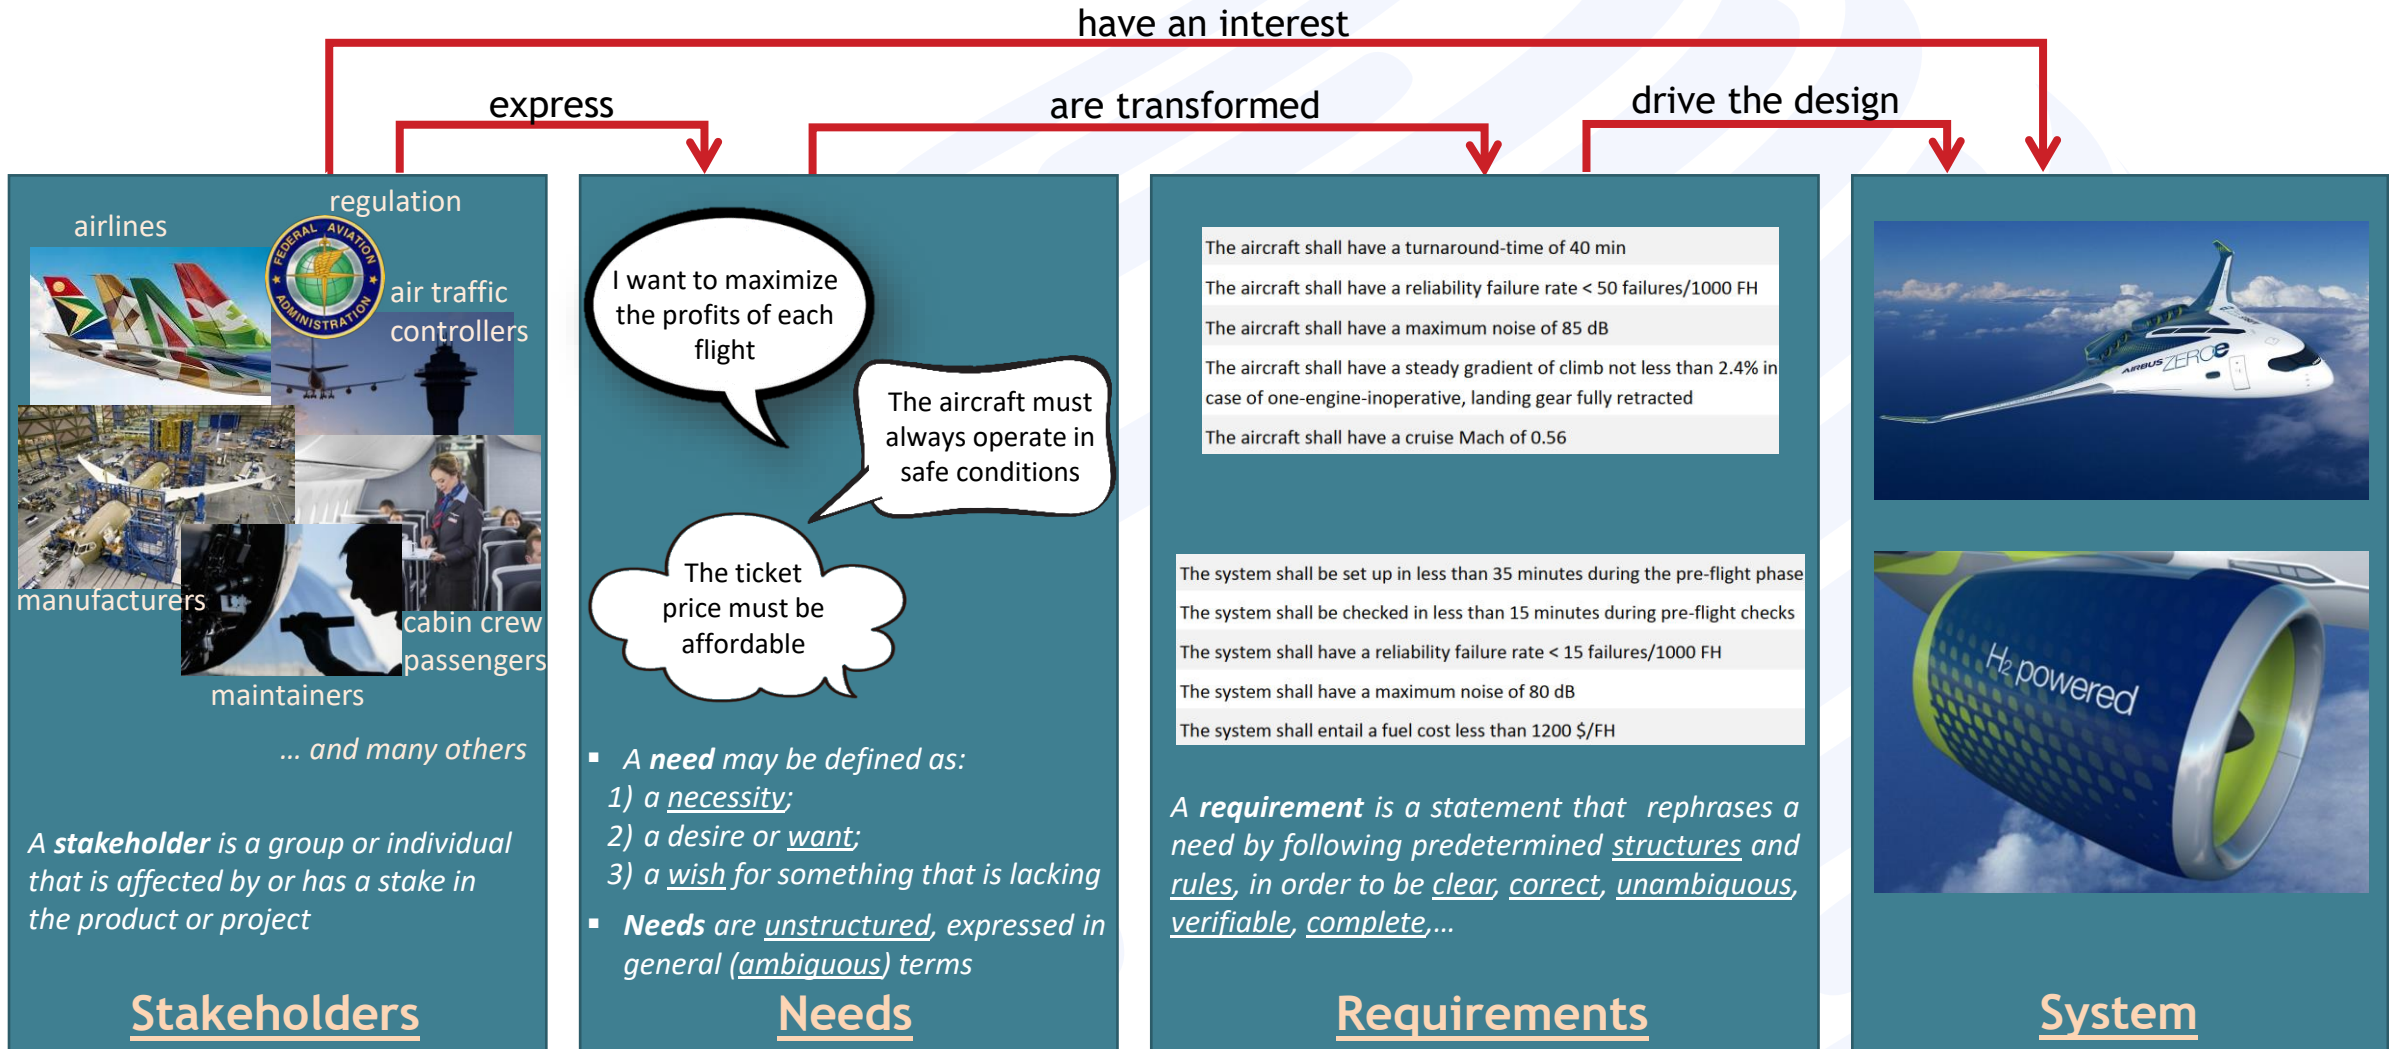 have an interest
express
are transformed
drive the design
regulation
airlines
FEDERAL AVIATION
ADMINISTRATION
air traffic
controllers
manufacturers
cabin crew
passengers
maintainers
... and many others
A stakeholder is a group or individual
that is affected by or has a stake in
the product or project
Stakeholders
I want to maximize
the profits of each
flight
The aircraft must
always operate in
safe conditions
The ticket
price must be
affordable
▪ A need may be defined as:
1) a necessity;
2) a desire or want;
3) a wish for something that is lacking
▪ Needs are unstructured, expressed in
general (ambiguous) terms
Needs
The aircraft shall have a turnaround-time of 40 min
The aircraft shall have a reliability failure rate < 50 failures/1000 FH
The aircraft shall have a maximum noise of 85 dB
The aircraft shall have a steady gradient of climb not less than 2.4% in
case of one-engine-inoperative, landing gear fully retracted
The aircraft shall have a cruise Mach of 0.56
The system shall be set up in less than 35 minutes during the pre-flight phase
The system shall be checked in less than 15 minutes during pre-flight checks
The system shall have a reliability failure rate < 15 failures/1000 FH
The system shall have a maximum noise of 80 dB
The system shall entail a fuel cost less than 1200 $/FH
A requirement is a statement that rephrases a
need by following predetermined structures and
rules, in order to be clear, correct, unambiguous,
verifiable, complete,...
Requirements
AIRBUS ZEROe
H₂ powered
System